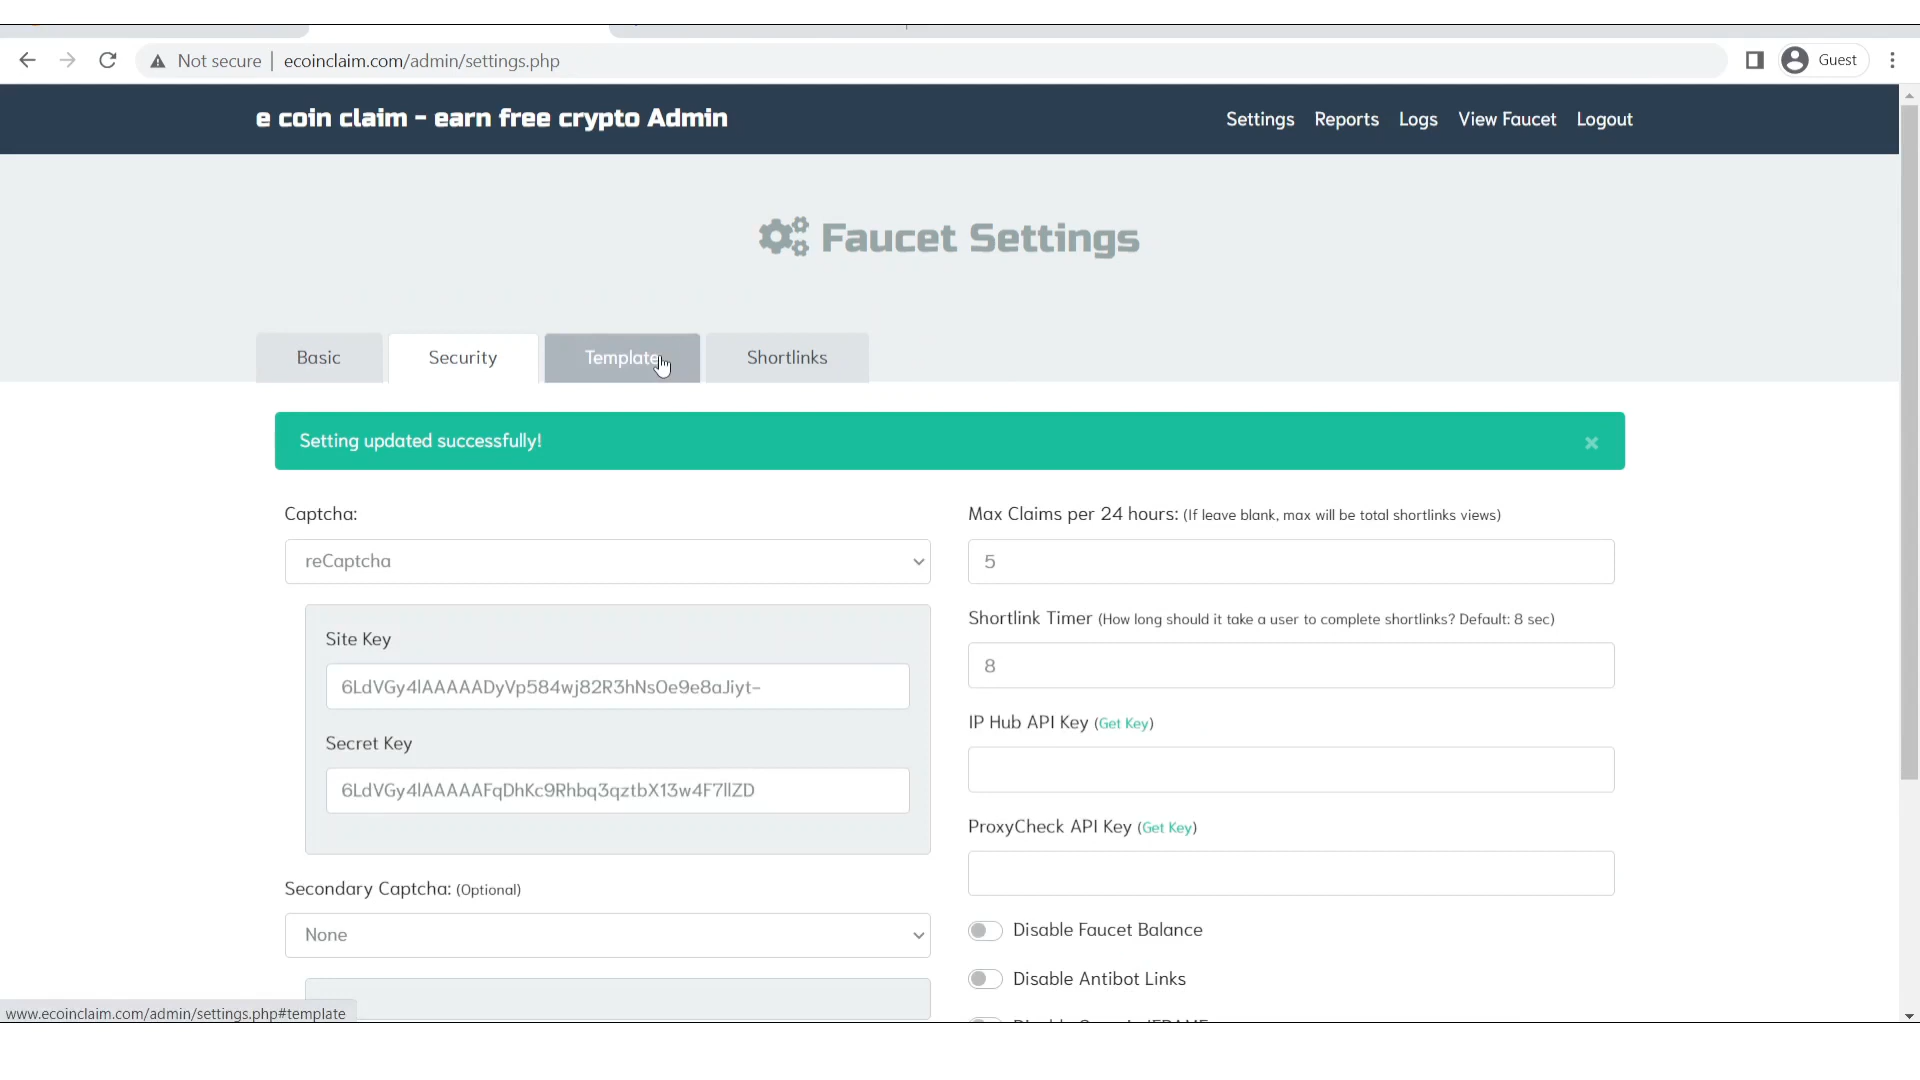 Not secure | ecoinclaim.com/admin/settings.php
Guest
e coin claim - earn free crypto Admin
Settings Reports Logs View Faucet Logout
Faucet Settings
Basic Security Template Shortlinks
Setting updated successfully!
Captcha:
reCaptcha
Site Key
6LdVGy4lAAAAADyVp584wj82R3hNsOe9e8aJiyt-
Secret Key
6LdVGy4lAAAAAFqDhKc9Rhbq3qztbX13w4F7llZD
Secondary Captcha: (Optional)
None
Max Claims per 24 hours: (If leave blank, max will be total shortlinks views)
5
Shortlink Timer (How long should it take a user to complete shortlinks? Default: 8 sec)
8
IP Hub API Key (Get Key)
ProxyCheck API Key (Get Key)
Disable Faucet Balance
Disable Antibot Links
www.ecoinclaim.com/admin/settings.php#template